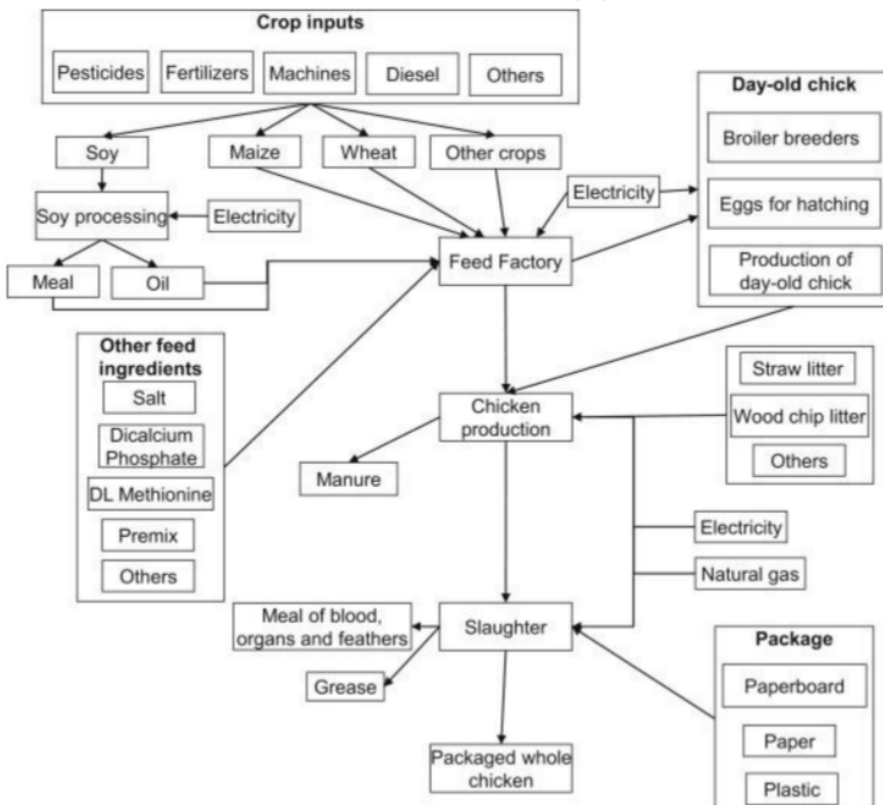 Crop inputs
Pesticides
Fertilizers
Machines
Diesel
Others
Day-old chick
Broiler breeders
Eggs for hatching
Production of
day-old chick
Soy
Maize
Wheat
Other crops
Electricity
Soy processing
Electricity
Feed Factory
Meal
Oil
Other feed
ingredients
Salt
Dicalcium
Phosphate
DL Methionine
Premix
Others
Chicken
production
Straw litter
Wood chip litter
Others
Manure
Electricity
Natural gas
Meal of blood,
organs and feathers
Slaughter
Grease
Package
Paperboard
Paper
Plastic
Packaged whole
chicken